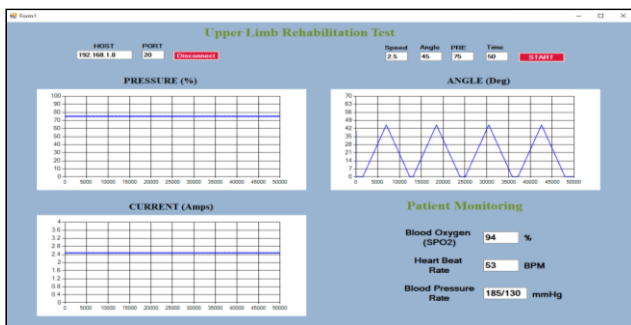 Form1
Upper Limb Rehabilitation Test
HOST PORT
192.168.1.8 20 Disconnect
Speed Angle PRE Time
2.5 45 75 50 START
PRESSURE (%)
100
90
80
70
60
50
40
30
20
10
0
0 5000 10000 15000 20000 25000 30000 35000 40000 45000 50000
ANGLE (Deg)
70
63
56
49
42
35
28
21
14
7
0
0 5000 10000 15000 20000 25000 30000 35000 40000 45000 50000
CURRENT (Amps)
4
3.6
3.2
2.8
2.4
2
1.6
1.2
0.8
0.4
0
0 5000 10000 15000 20000 25000 30000 35000 40000 45000 50000
Patient Monitoring
Blood Oxygen
(SPO2) 94 %
Heart Beat
Rate 53 BPM
Blood Pressure
Rate 185/130 mmHg